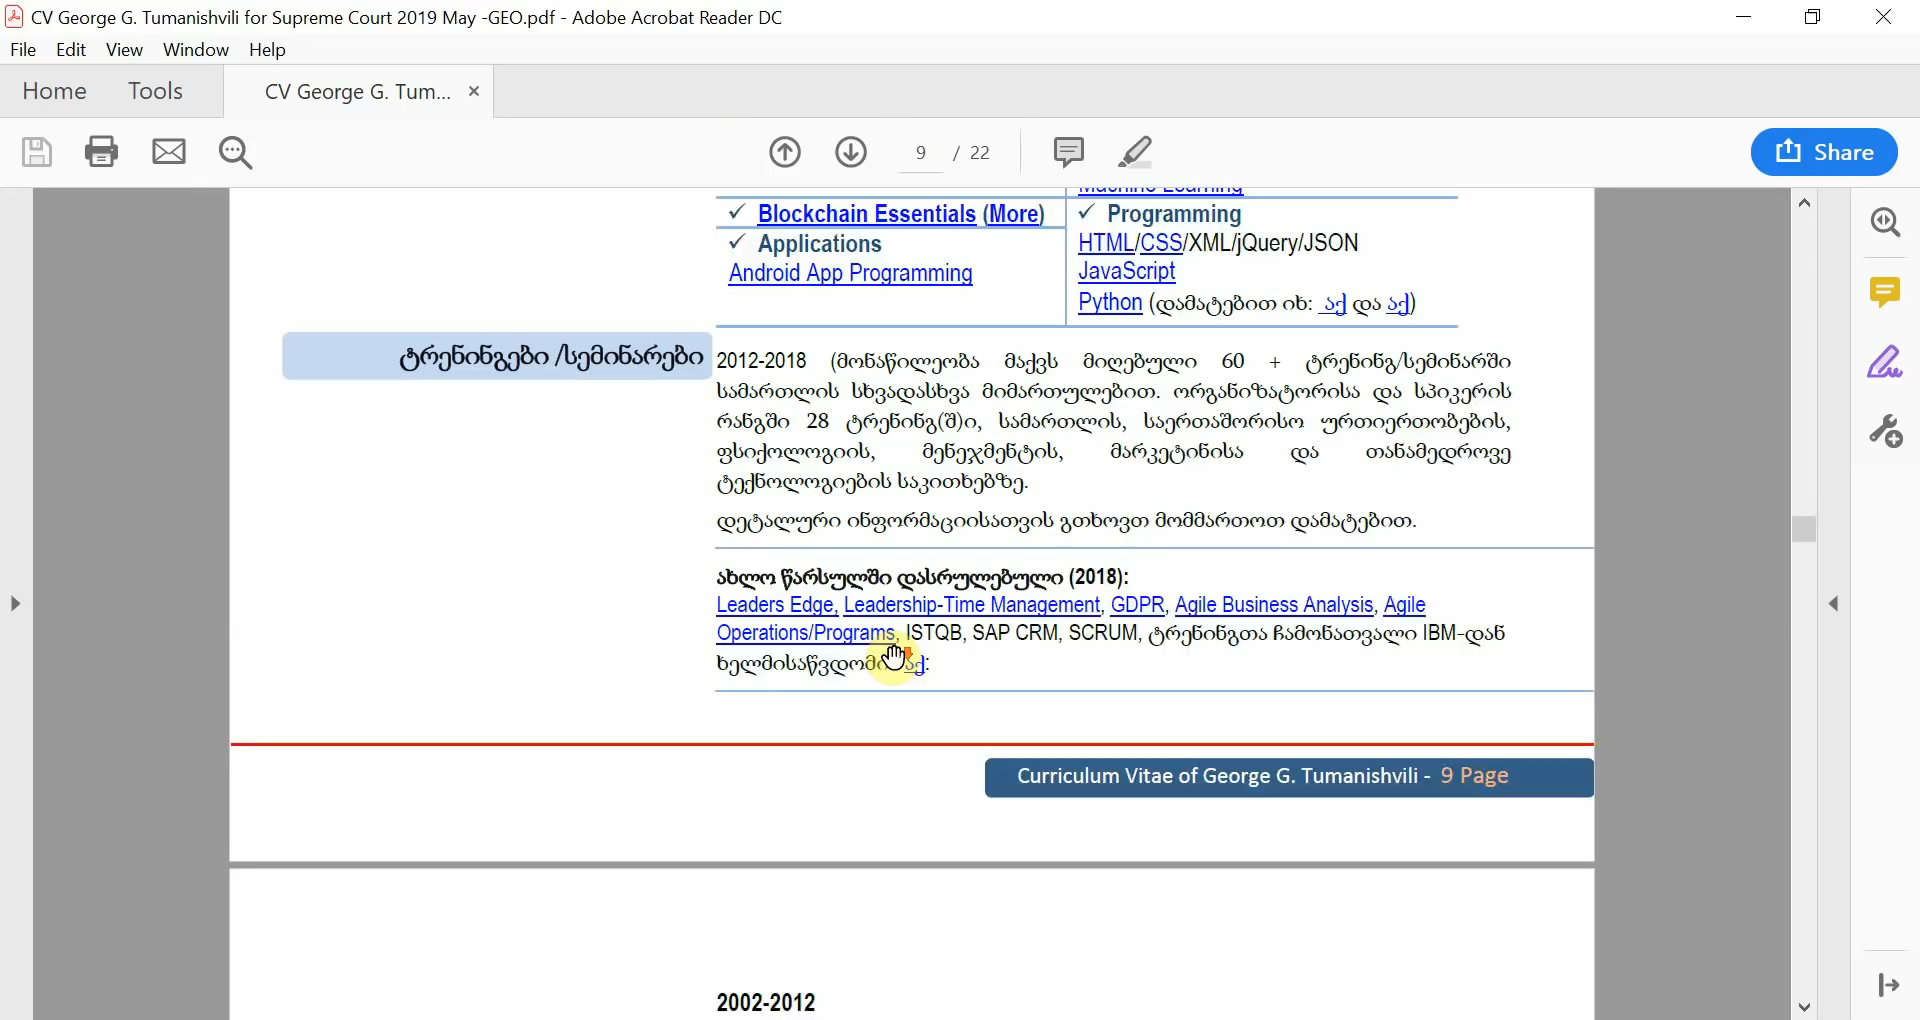 CV George G. Tumanishvili for Supreme Court 2019 May -GEO.pdf - Adobe Acrobat Reader DC
File Edit View Window Help
Home Tools CV George G. Tum... ×
9 / 22
Share
Machine Learning
✓ Blockchain Essentials (More)
✓ Applications
Android App Programming
✓ Programming
HTML/CSS/XML/jQuery/JSON
JavaScript
Python (დამატებით იხ: აქ და აქ)
ტრენინგები /სემინარები
2012-2018 (მონაწილეობა მაქვს მიღებული 60 + ტრენინგ/სემინარში
სამართლის სხვადასხვა მიმართულებით. ორგანიზატორისა და სპიკერის
რანგში 28 ტრენინგ(შ)ი, სამართლის, საერთაშორისო ურთიერთობების,
ფსიქოლოგიის, მენეჯმენტის, მარკეტინისა და თანამედროვე
ტექნოლოგიების საკითხებზე.
დეტალური ინფორმაციისათვის გთხოვთ მომმართოთ დამატებით.
ახლო წარსულში დასრულებული (2018):
Leaders Edge, Leadership-Time Management, GDPR, Agile Business Analysis, Agile
Operations/Programs, ISTQB, SAP CRM, SCRUM, ტრენინგთა ჩამონათვალი IBM-დან
აქ:
Curriculum Vitae of George G. Tumanishvili - 9 Page
2002-2012